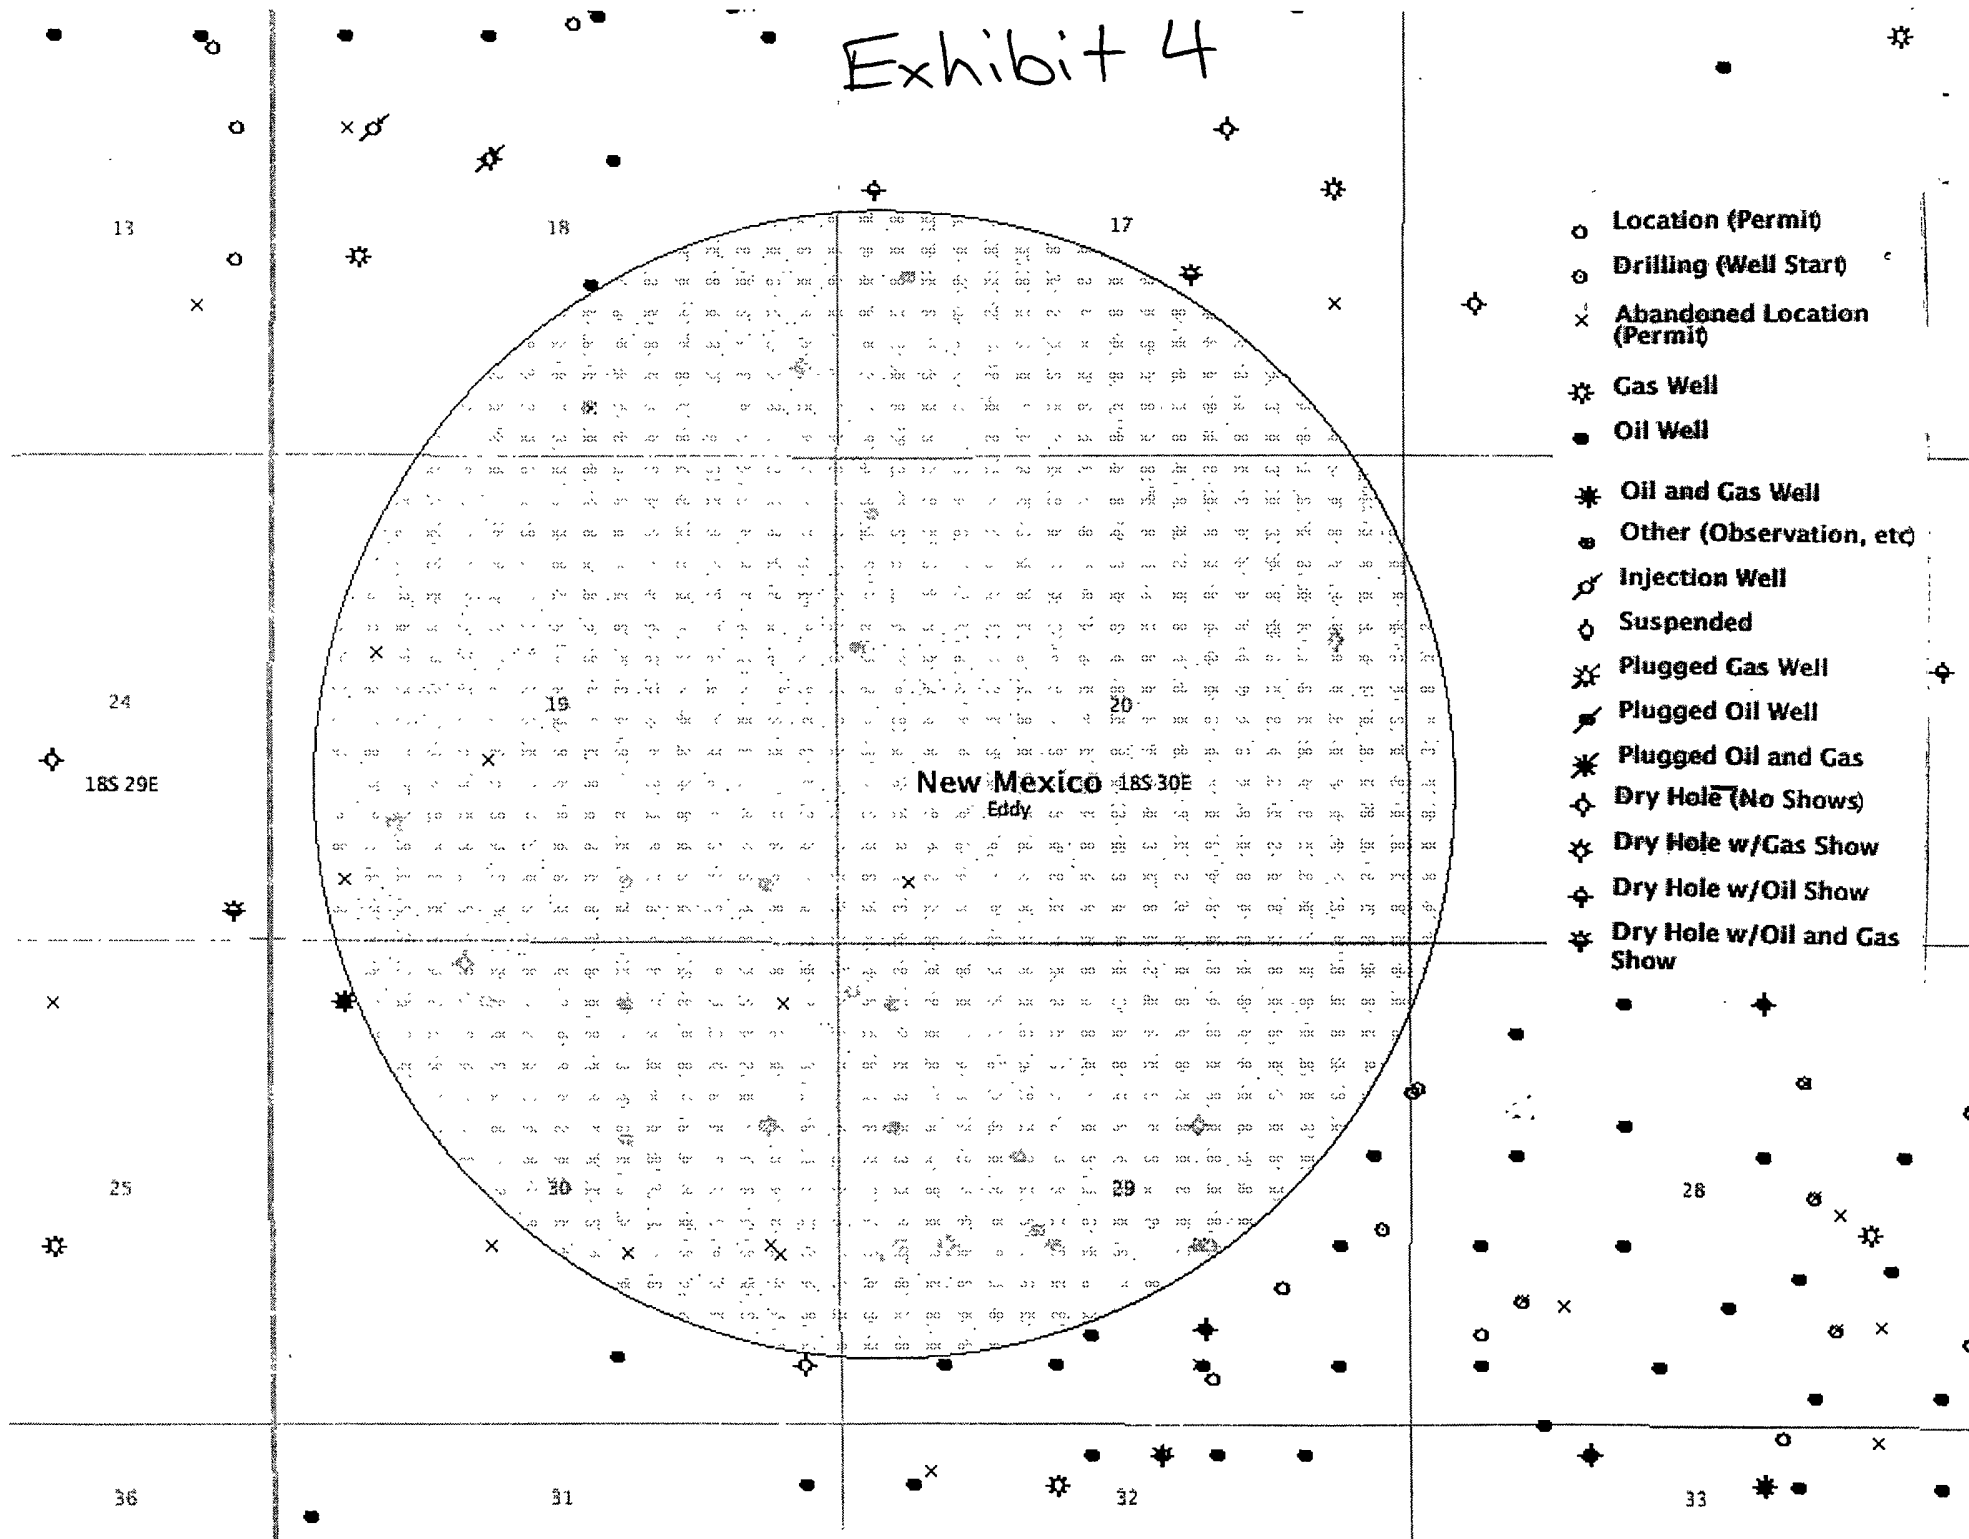 Exhibit 4
13
18
17
Location (Permit)
Drilling (Well Start)
Abandoned Location
(Permit)
Gas Well
Oil Well
Oil and Gas Well
Other (Observation, etc)
Injection Well
Suspended
Plugged Gas Well
Plugged Oil Well
Plugged Oil and Gas
Dry Hole (No Shows)
Dry Hole w/Gas Show
Dry Hole w/Oil Show
Dry Hole w/Oil and Gas
Show
24
19
20
18S 29E
New Mexico 18S 30E
Eddy
25
30
29
28
36
31
32
33